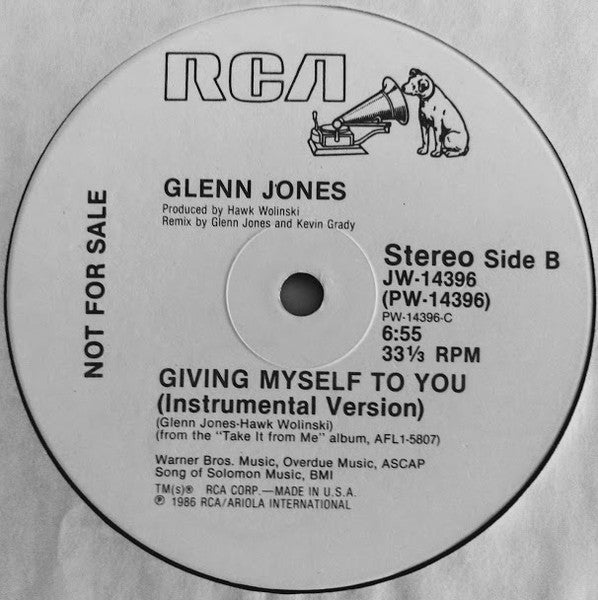 RCA
GLENN JONES
Produced by Hawk Wolinski
Remix by Glenn Jones and Kevin Grady
NOT FOR SALE
Stereo Side B
JW-14396
(PW-14396)
PW-14396-C
6:55
33⅓ RPM
GIVING MYSELF TO YOU
(Instrumental Version)
(Glenn Jones-Hawk Wolinski)
(from the "Take It from Me" album, AFL1-5807)
Warner Bros. Music, Overdue Music, ASCAP
Song of Solomon Music, BMI
TM(s)® RCA CORP.—MADE IN U.S.A.
℗ 1986 RCA/ARIOLA INTERNATIONAL